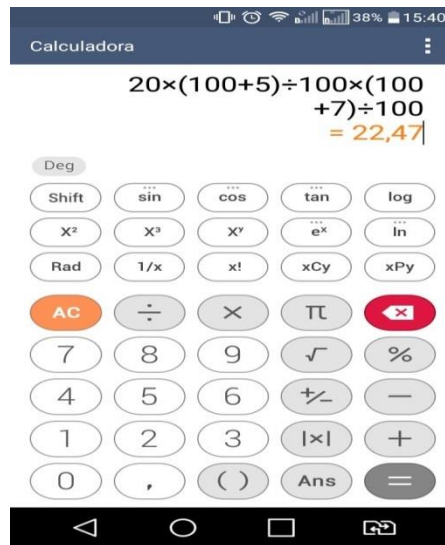 38% 15:40
Calculadora
20×(100+5)÷100×(100
+7)÷100
= 22,47
Deg
Shift sin cos tan log
X² X³ Xʸ eˣ ln
Rad 1/x x! xCy xPy
AC ÷ × π
7 8 9 √ %
4 5 6 +/− −
1 2 3 |×| +
0 , ( ) Ans =